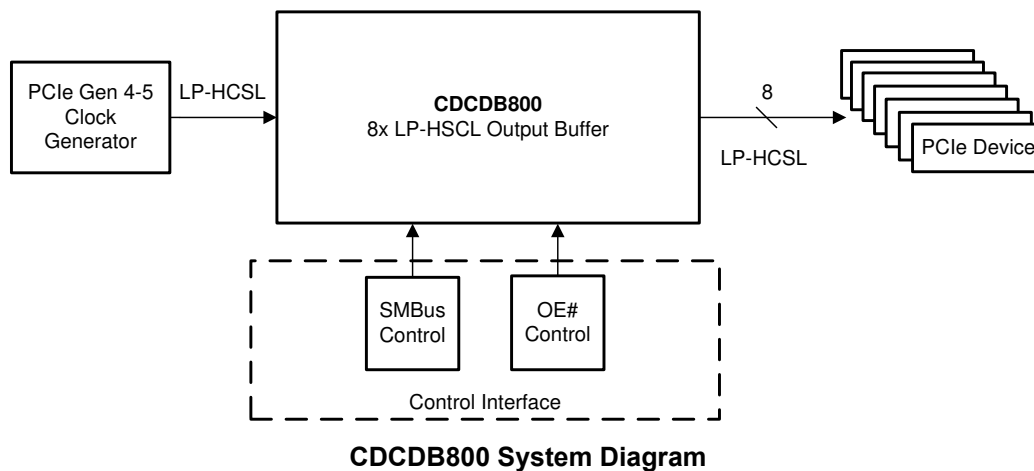 PCIe Gen 4-5
Clock
Generator
LP-HCSL
CDCDB800
8x LP-HSCL Output Buffer
8
LP-HCSL
PCIe Device
SMBus
Control
OE#
Control
Control Interface
CDCDB800 System Diagram